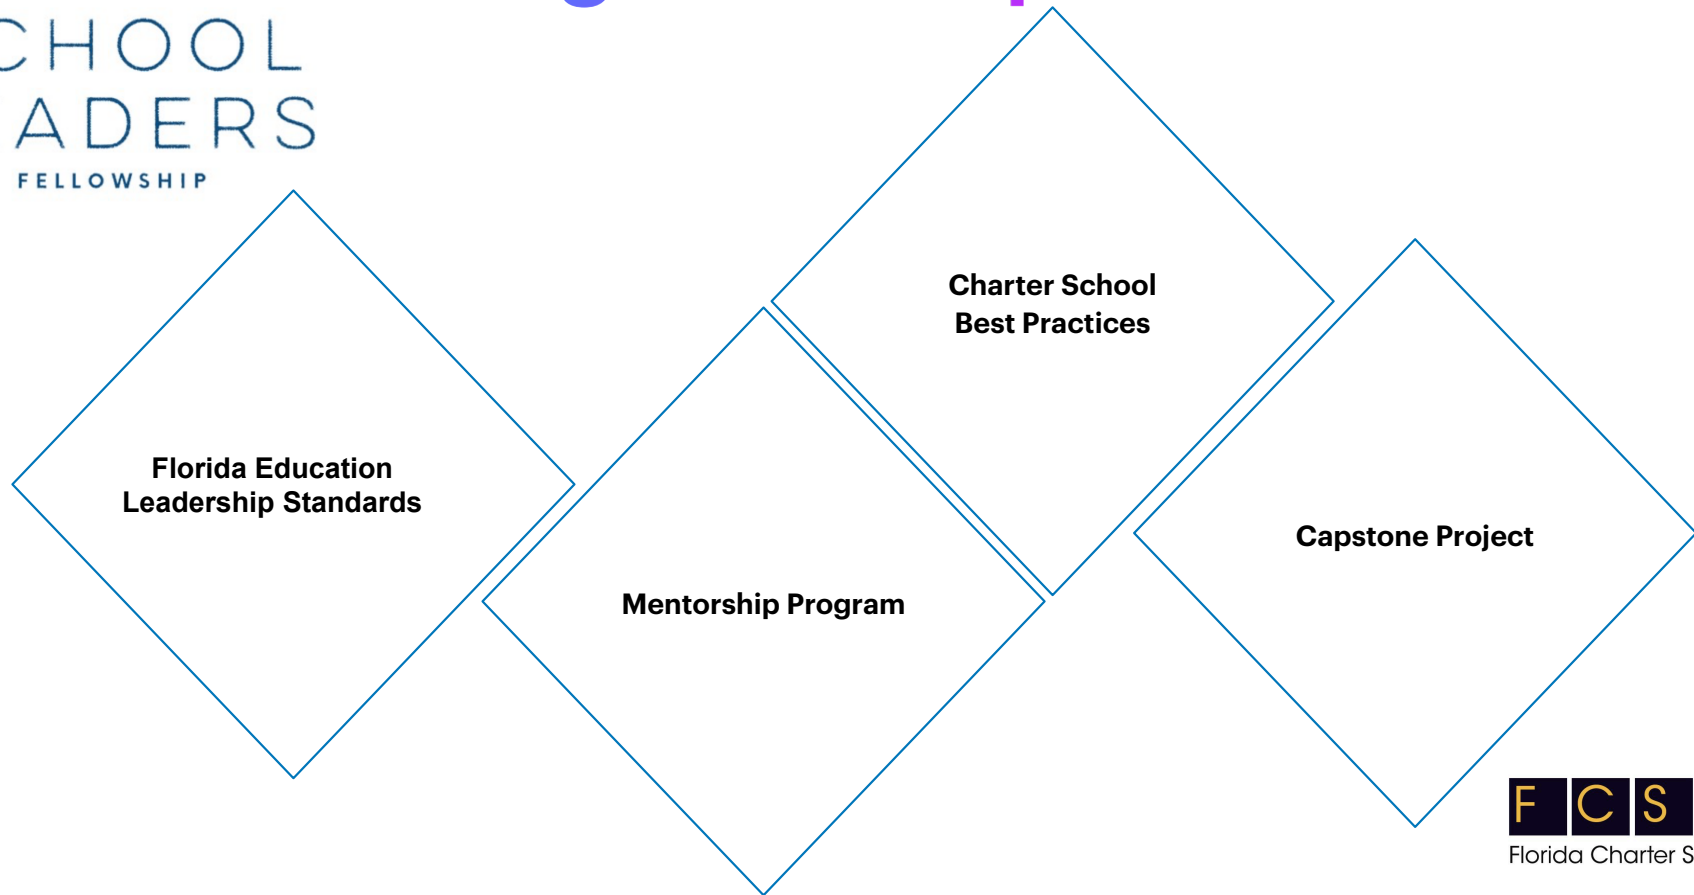 CHOOL
ADERS
FELLOWSHIP
Charter School
Best Practices
Florida Education
Leadership Standards
Capstone Project
Mentorship Program
F C S
Florida Charter S